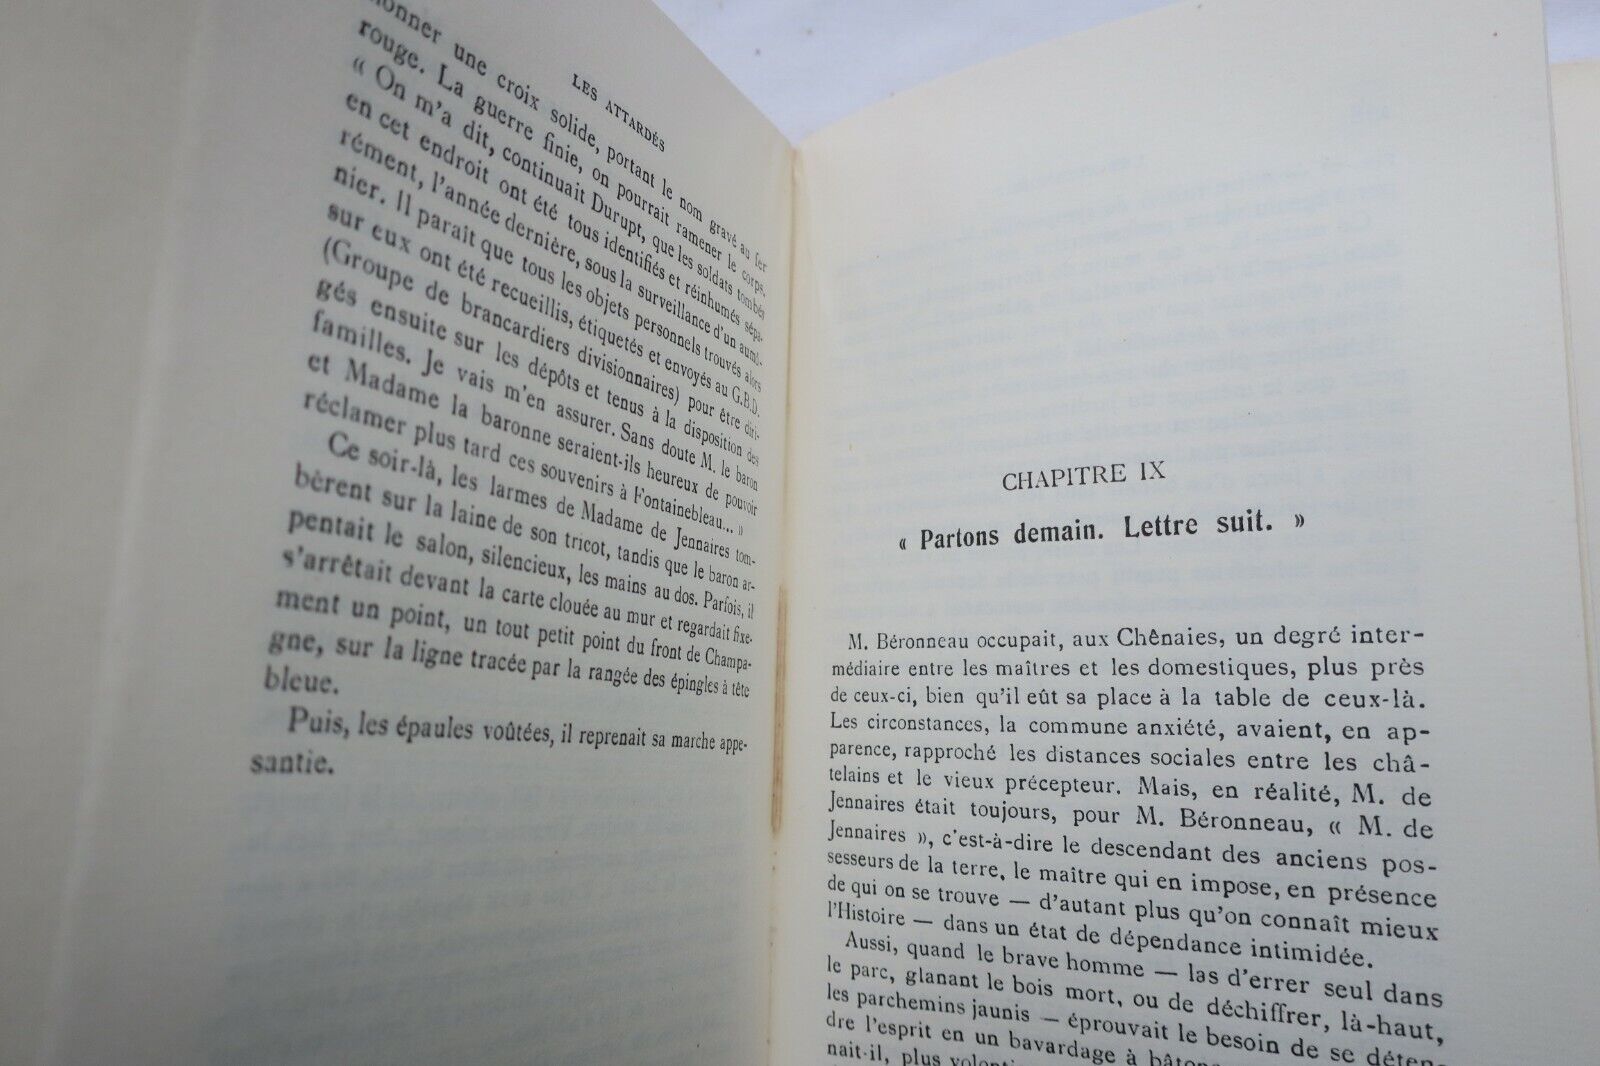 LES ATTARDÉS
une croix solide, portant le nom gravé au fer
rouge. La guerre finie, on pourrait ramener le corps.
« On m'a dit, continuait Durupt, que les soldats tombés
en cet endroit ont été tous identifiés et réinhumés sépa-
rément, l'année dernière, sous la surveillance d'un aumô-
nier. Il paraît que tous les objets personnels trouvés alors
sur eux ont été recueillis, étiquetés et envoyés au G.B.D.
(Groupe de brancardiers divisionnaires) pour être diri-
gés ensuite sur les dépôts et tenus à la disposition des
familles. Je vais m'en assurer. Sans doute M. le baron
et Madame la baronne seraient-ils heureux de pouvoir
réclamer plus tard ces souvenirs à Fontainebleau... »
Ce soir-là, les larmes de Madame de Jennaires tom-
bèrent sur la laine de son tricot, tandis que le baron ar-
pentait le salon, silencieux, les mains au dos. Parfois, il
s'arrêtait devant la carte clouée au mur et regardait fixe-
ment un point, un tout petit point du front de Champa-
gne, sur la ligne tracée par la rangée des épingles à tête
bleue.
Puis, les épaules voûtées, il reprenait sa marche appe-
santie.
CHAPITRE IX
« Partons demain. Lettre suit. »
M. Béronneau occupait, aux Chênaies, un degré inter-
médiaire entre les maîtres et les domestiques, plus près
de ceux-ci, bien qu'il eût sa place à la table de ceux-là.
Les circonstances, la commune anxiété, avaient, en ap-
parence, rapproché les distances sociales entre les châ-
telains et le vieux précepteur. Mais, en réalité, M. de
Jennaires était toujours, pour M. Béronneau, « M. de
Jennaires », c'est-à-dire le descendant des anciens pos-
sesseurs de la terre, le maître qui en impose, en présence
de qui on se trouve — d'autant plus qu'on connaît mieux
l'Histoire — dans un état de dépendance intimidée.
Aussi, quand le brave homme — las d'errer seul dans
le parc, glanant le bois mort, ou de déchiffrer, là-haut,
les parchemins jaunis — éprouvait le besoin de se déten-
dre l'esprit en un bavardage à bâtons
nait-il, plus